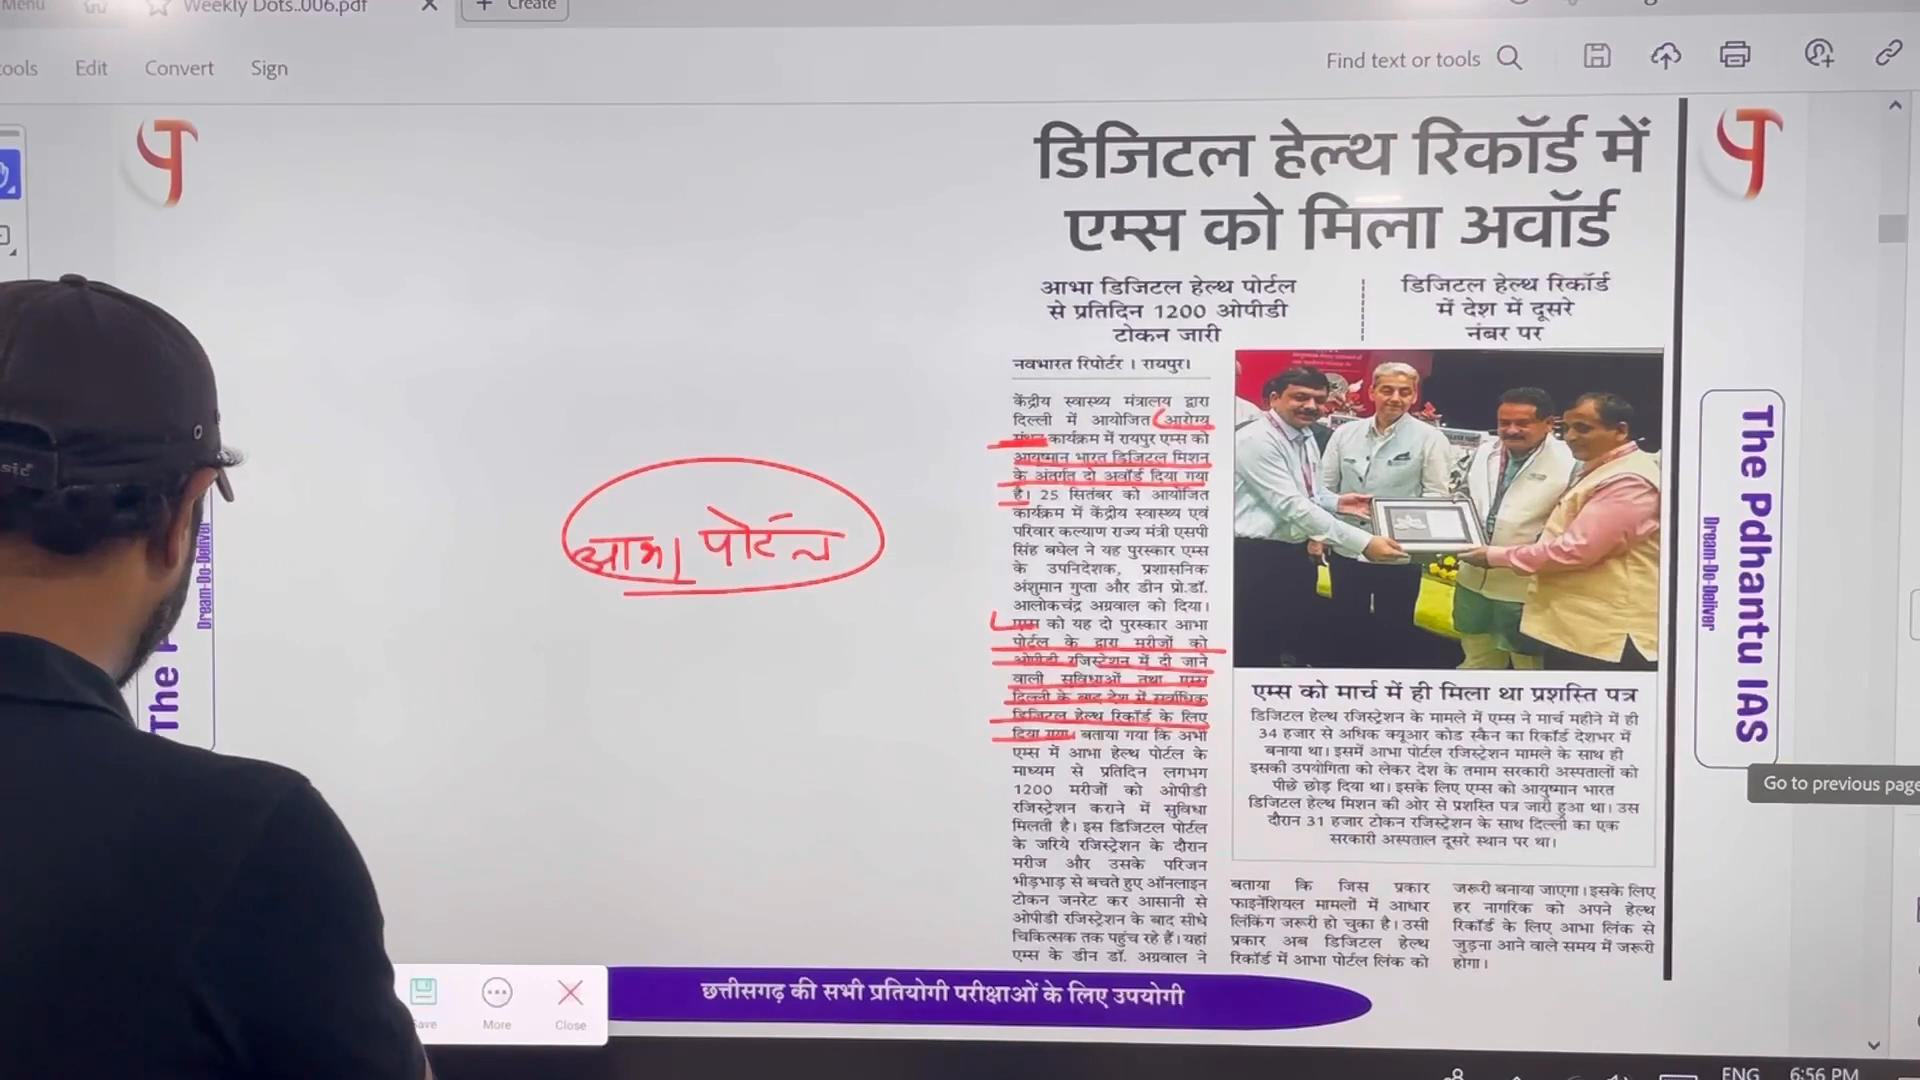 Menu
Weekly Dots..006.pdf
Create
ools
Edit
Convert
Sign
Find text or tools
डिजिटल हेल्थ रिकॉर्ड में
एम्स को मिला अवॉर्ड
आभा डिजिटल हेल्थ पोर्टल
से प्रतिदिन 1200 ओपीडी
टोकन जारी
डिजिटल हेल्थ रिकॉर्ड
में देश में दूसरे
नंबर पर
नवभारत रिपोर्टर । रायपुर।
केंद्रीय स्वास्थ्य मंत्रालय द्वारा
दिल्ली में आयोजित आरोग्य
मंथन कार्यक्रम में रायपुर एम्स को
आयुष्मान भारत डिजिटल मिशन
के अंतर्गत दो अवॉर्ड दिया गया
है। 25 सितंबर को आयोजित
कार्यक्रम में केंद्रीय स्वास्थ्य एवं
परिवार कल्याण राज्य मंत्री एसपी
सिंह बघेल ने यह पुरस्कार एम्स
के उपनिदेशक, प्रशासनिक
अंशुमान गुप्ता और डीन प्रो.डॉ.
आलोकचंद्र अग्रवाल को दिया।
एम्स को यह दो पुरस्कार आभा
पोर्टल के द्वारा मरीजों को
ओपीडी रजिस्टेशन में दी जाने
वाली सुविधाओं तथा एम्स
दिल्ली के बाद देश में सर्वाधिक
डिजिटल हेल्थ रिकॉर्ड के लिए
दिया गया। बताया गया कि अभी
एम्स में आभा हेल्थ पोर्टल के
माध्यम से प्रतिदिन लगभग
1200 मरीजों को ओपीडी
रजिस्ट्रेशन कराने में सुविधा
मिलती है। इस डिजिटल पोर्टल
के जरिये रजिस्ट्रेशन के दौरान
मरीज और उसके परिजन
भीड़भाड़ से बचते हुए ऑनलाइन
टोकन जनरेट कर आसानी से
ओपीडी रजिस्ट्रेशन के बाद सीधे
चिकित्सक तक पहुंच रहे हैं। यहां
एम्स के डीन डॉ. अग्रवाल ने
एम्स को मार्च में ही मिला था प्रशस्ति पत्र
डिजिटल हेल्थ रजिस्ट्रेशन के मामले में एम्स ने मार्च महीने में ही
34 हजार से अधिक क्यूआर कोड स्कैन का रिकॉर्ड देशभर में
बनाया था। इसमें आभा पोर्टल रजिस्ट्रेशन मामले के साथ ही
इसकी उपयोगिता को लेकर देश के तमाम सरकारी अस्पतालों को
पीछे छोड़ दिया था। इसके लिए एम्स को आयुष्मान भारत
डिजिटल हेल्थ मिशन की ओर से प्रशस्ति पत्र जारी हुआ था। उस
दौरान 31 हजार टोकन रजिस्ट्रेशन के साथ दिल्ली का एक
सरकारी अस्पताल दूसरे स्थान पर था।
बताया कि जिस प्रकार
फाइनेंशियल मामलों में आधार
लिंकिंग जरूरी हो चुका है। उसी
प्रकार अब डिजिटल हेल्थ
रिकॉर्ड में आभा पोर्टल लिंक को
जरूरी बनाया जाएगा। इसके लिए
हर नागरिक को अपने हेल्थ
रिकॉर्ड के लिए आभा लिंक से
जुड़ना आने वाले समय में जरूरी
होगा।
आभा पोर्टल
The P
Dream-Do-Deliver
The Pdhantu IAS
Dream-Do-Deliver
Go to previous page
Save
More
Close
छत्तीसगढ़ की सभी प्रतियोगी परीक्षाओं के लिए उपयोगी
ENG
6:56 PM